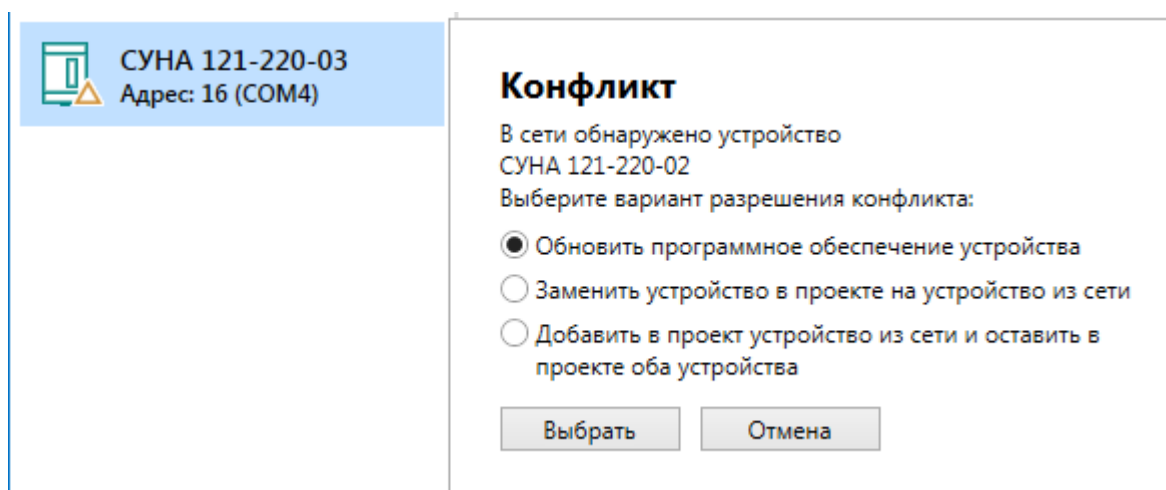 СУНА 121-220-03
Адрес: 16 (COM4)
Конфликт
В сети обнаружено устройство
СУНА 121-220-02
Выберите вариант разрешения конфликта:
Обновить программное обеспечение устройства
Заменить устройство в проекте на устройство из сети
Добавить в проект устройство из сети и оставить в
проекте оба устройства
Выбрать
Отмена